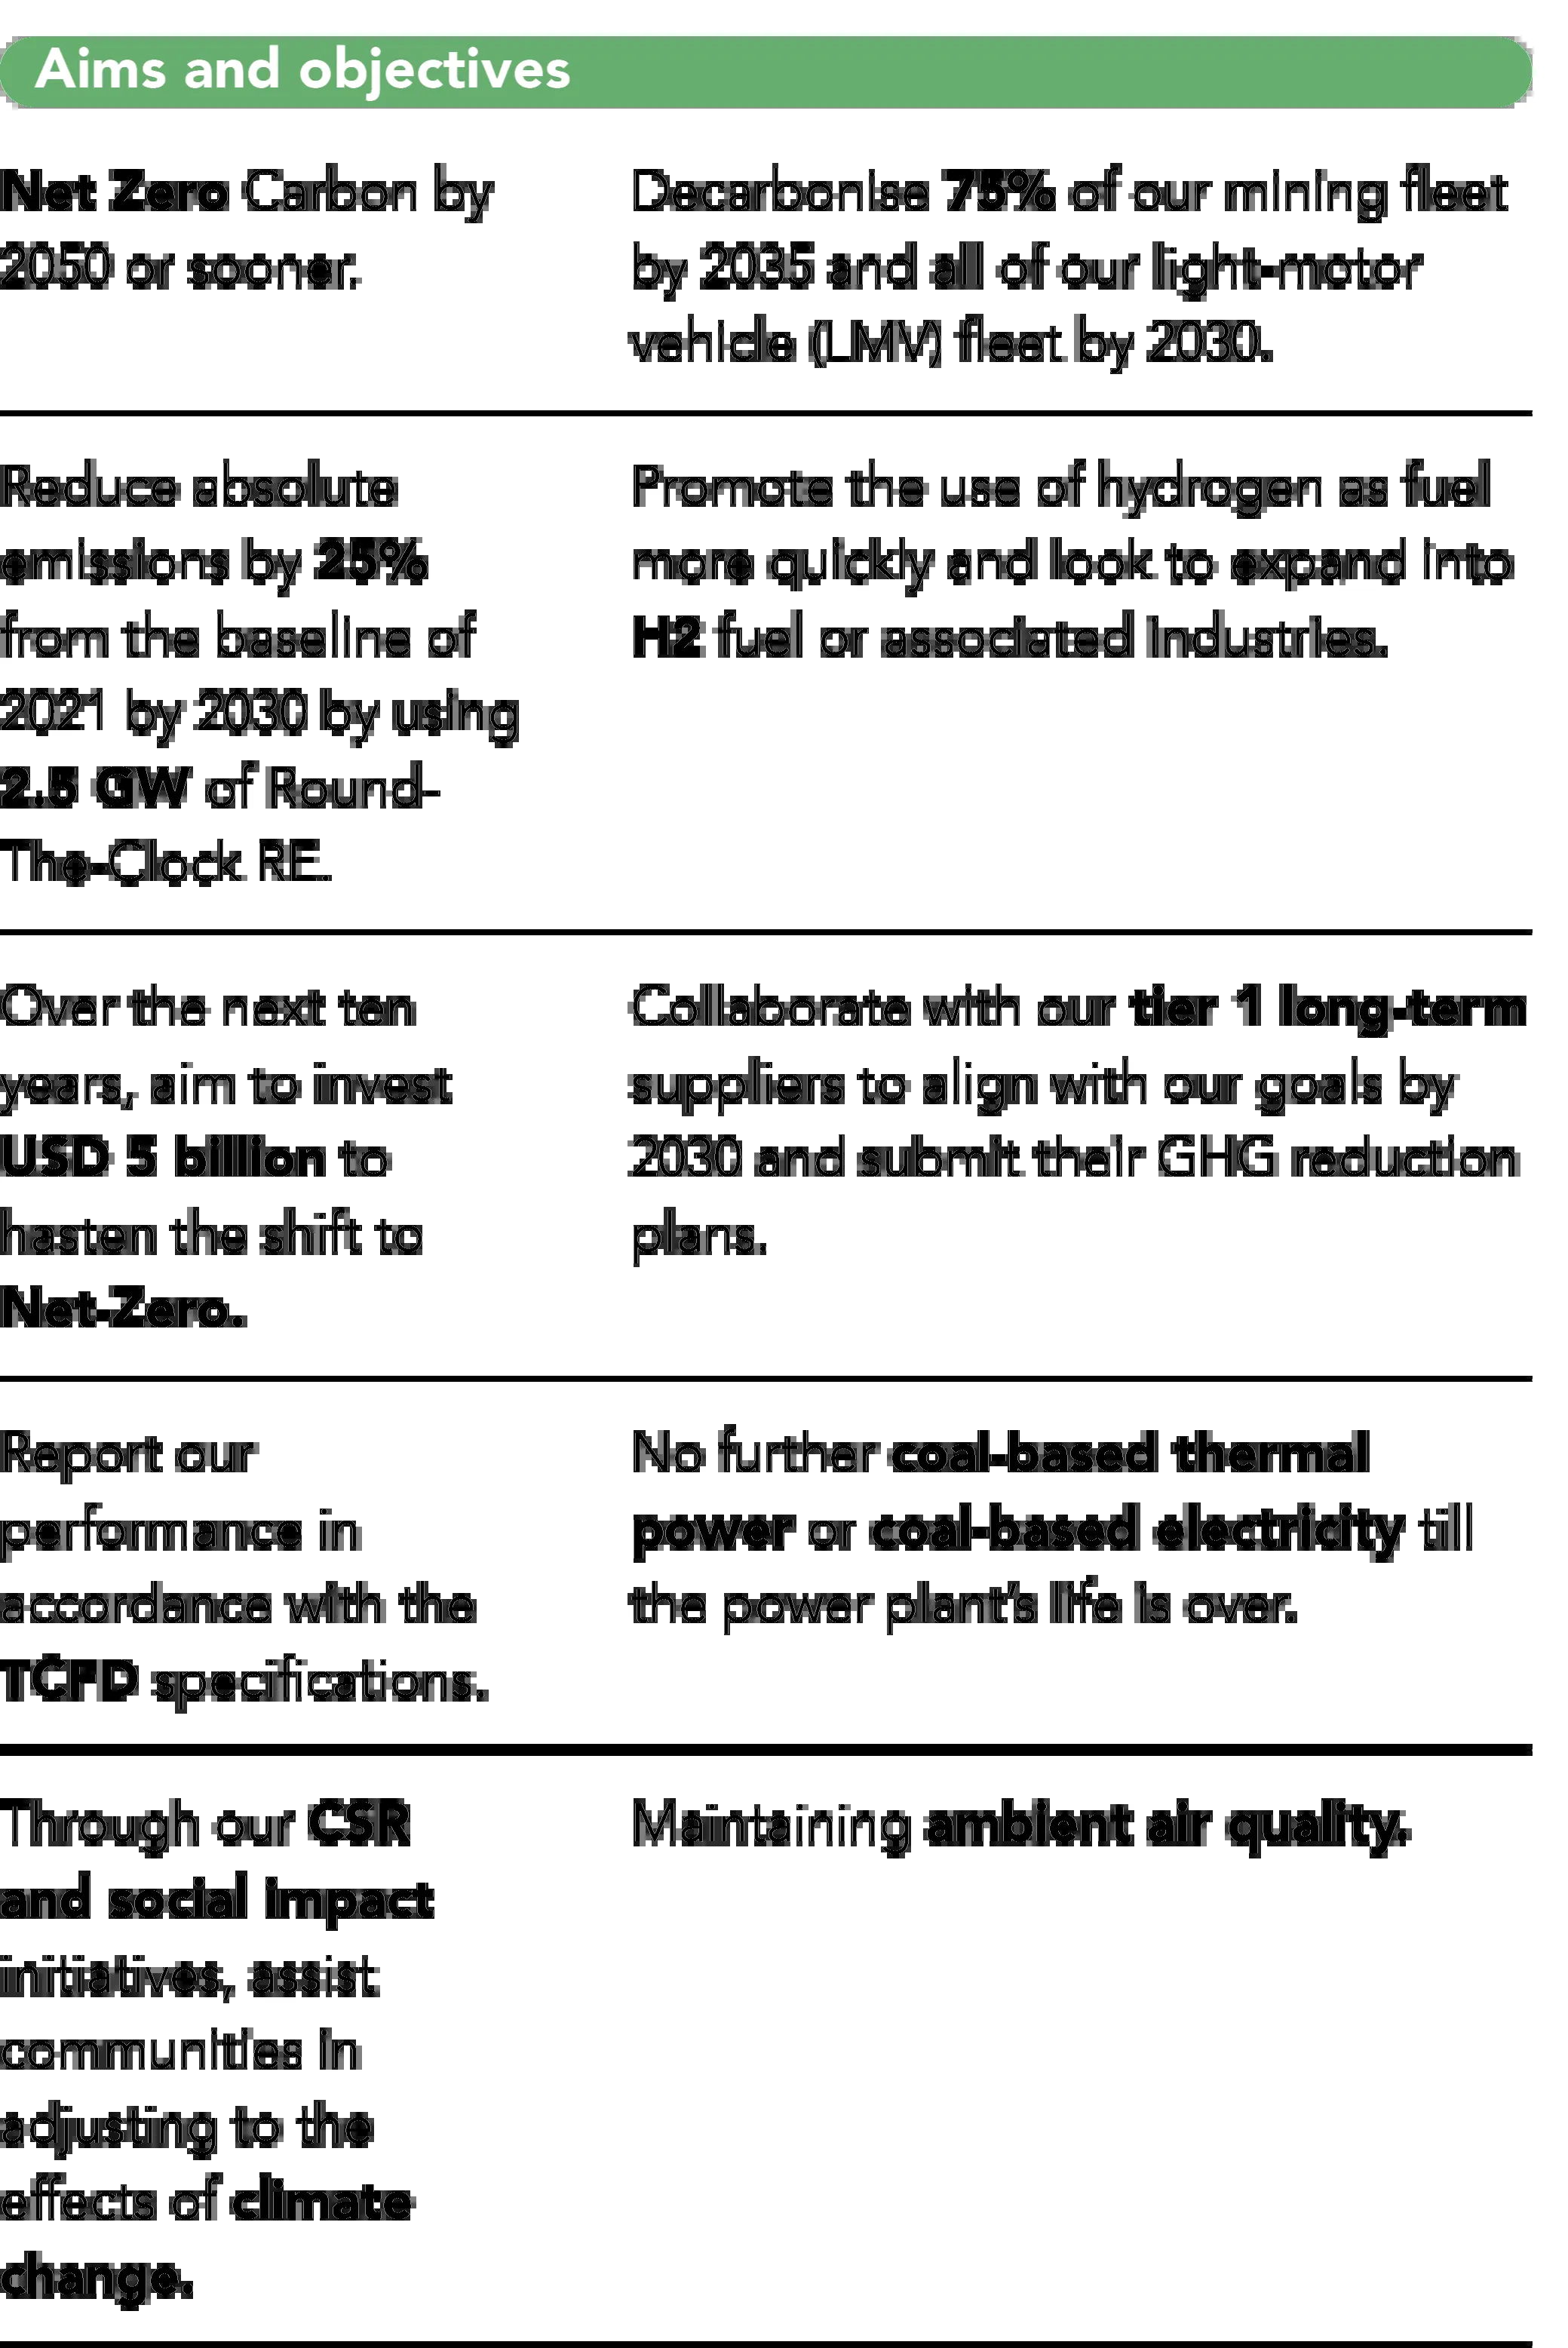 Aims and objectives
Net Zero Carbon by
2050 or sooner.
Decarbonise 75% of our mining fleet
by 2035 and all of our light-motor
vehicle (LMV) fleet by 2030.
Reduce absolute
emissions by 25%
from the baseline of
2021 by 2030 by using
2.5 GW of Round-
The-Clock RE.
Promote the use of hydrogen as fuel
more quickly and look to expand into
H2 fuel or associated industries.
Over the next ten
years, aim to invest
USD 5 billion to
hasten the shift to
Net-Zero.
Collaborate with our tier 1 long-term
suppliers to align with our goals by
2030 and submit their GHG reduction
plans.
Report our
performance in
accordance with the
TCFD specifications.
No further coal-based thermal
power or coal-based electricity till
the power plant's life is over.
Through our CSR
and social impact
initiatives, assist
communities in
adjusting to the
effects of climate
change.
Maintaining ambient air quality.